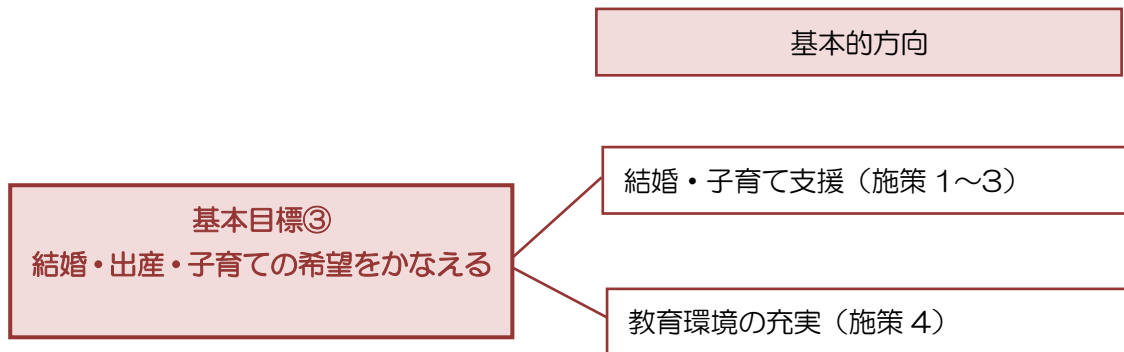 基本的方向
結婚・子育て支援（施策 1～3）
基本目標③
結婚・出産・子育ての希望をかなえる
教育環境の充実（施策 4）